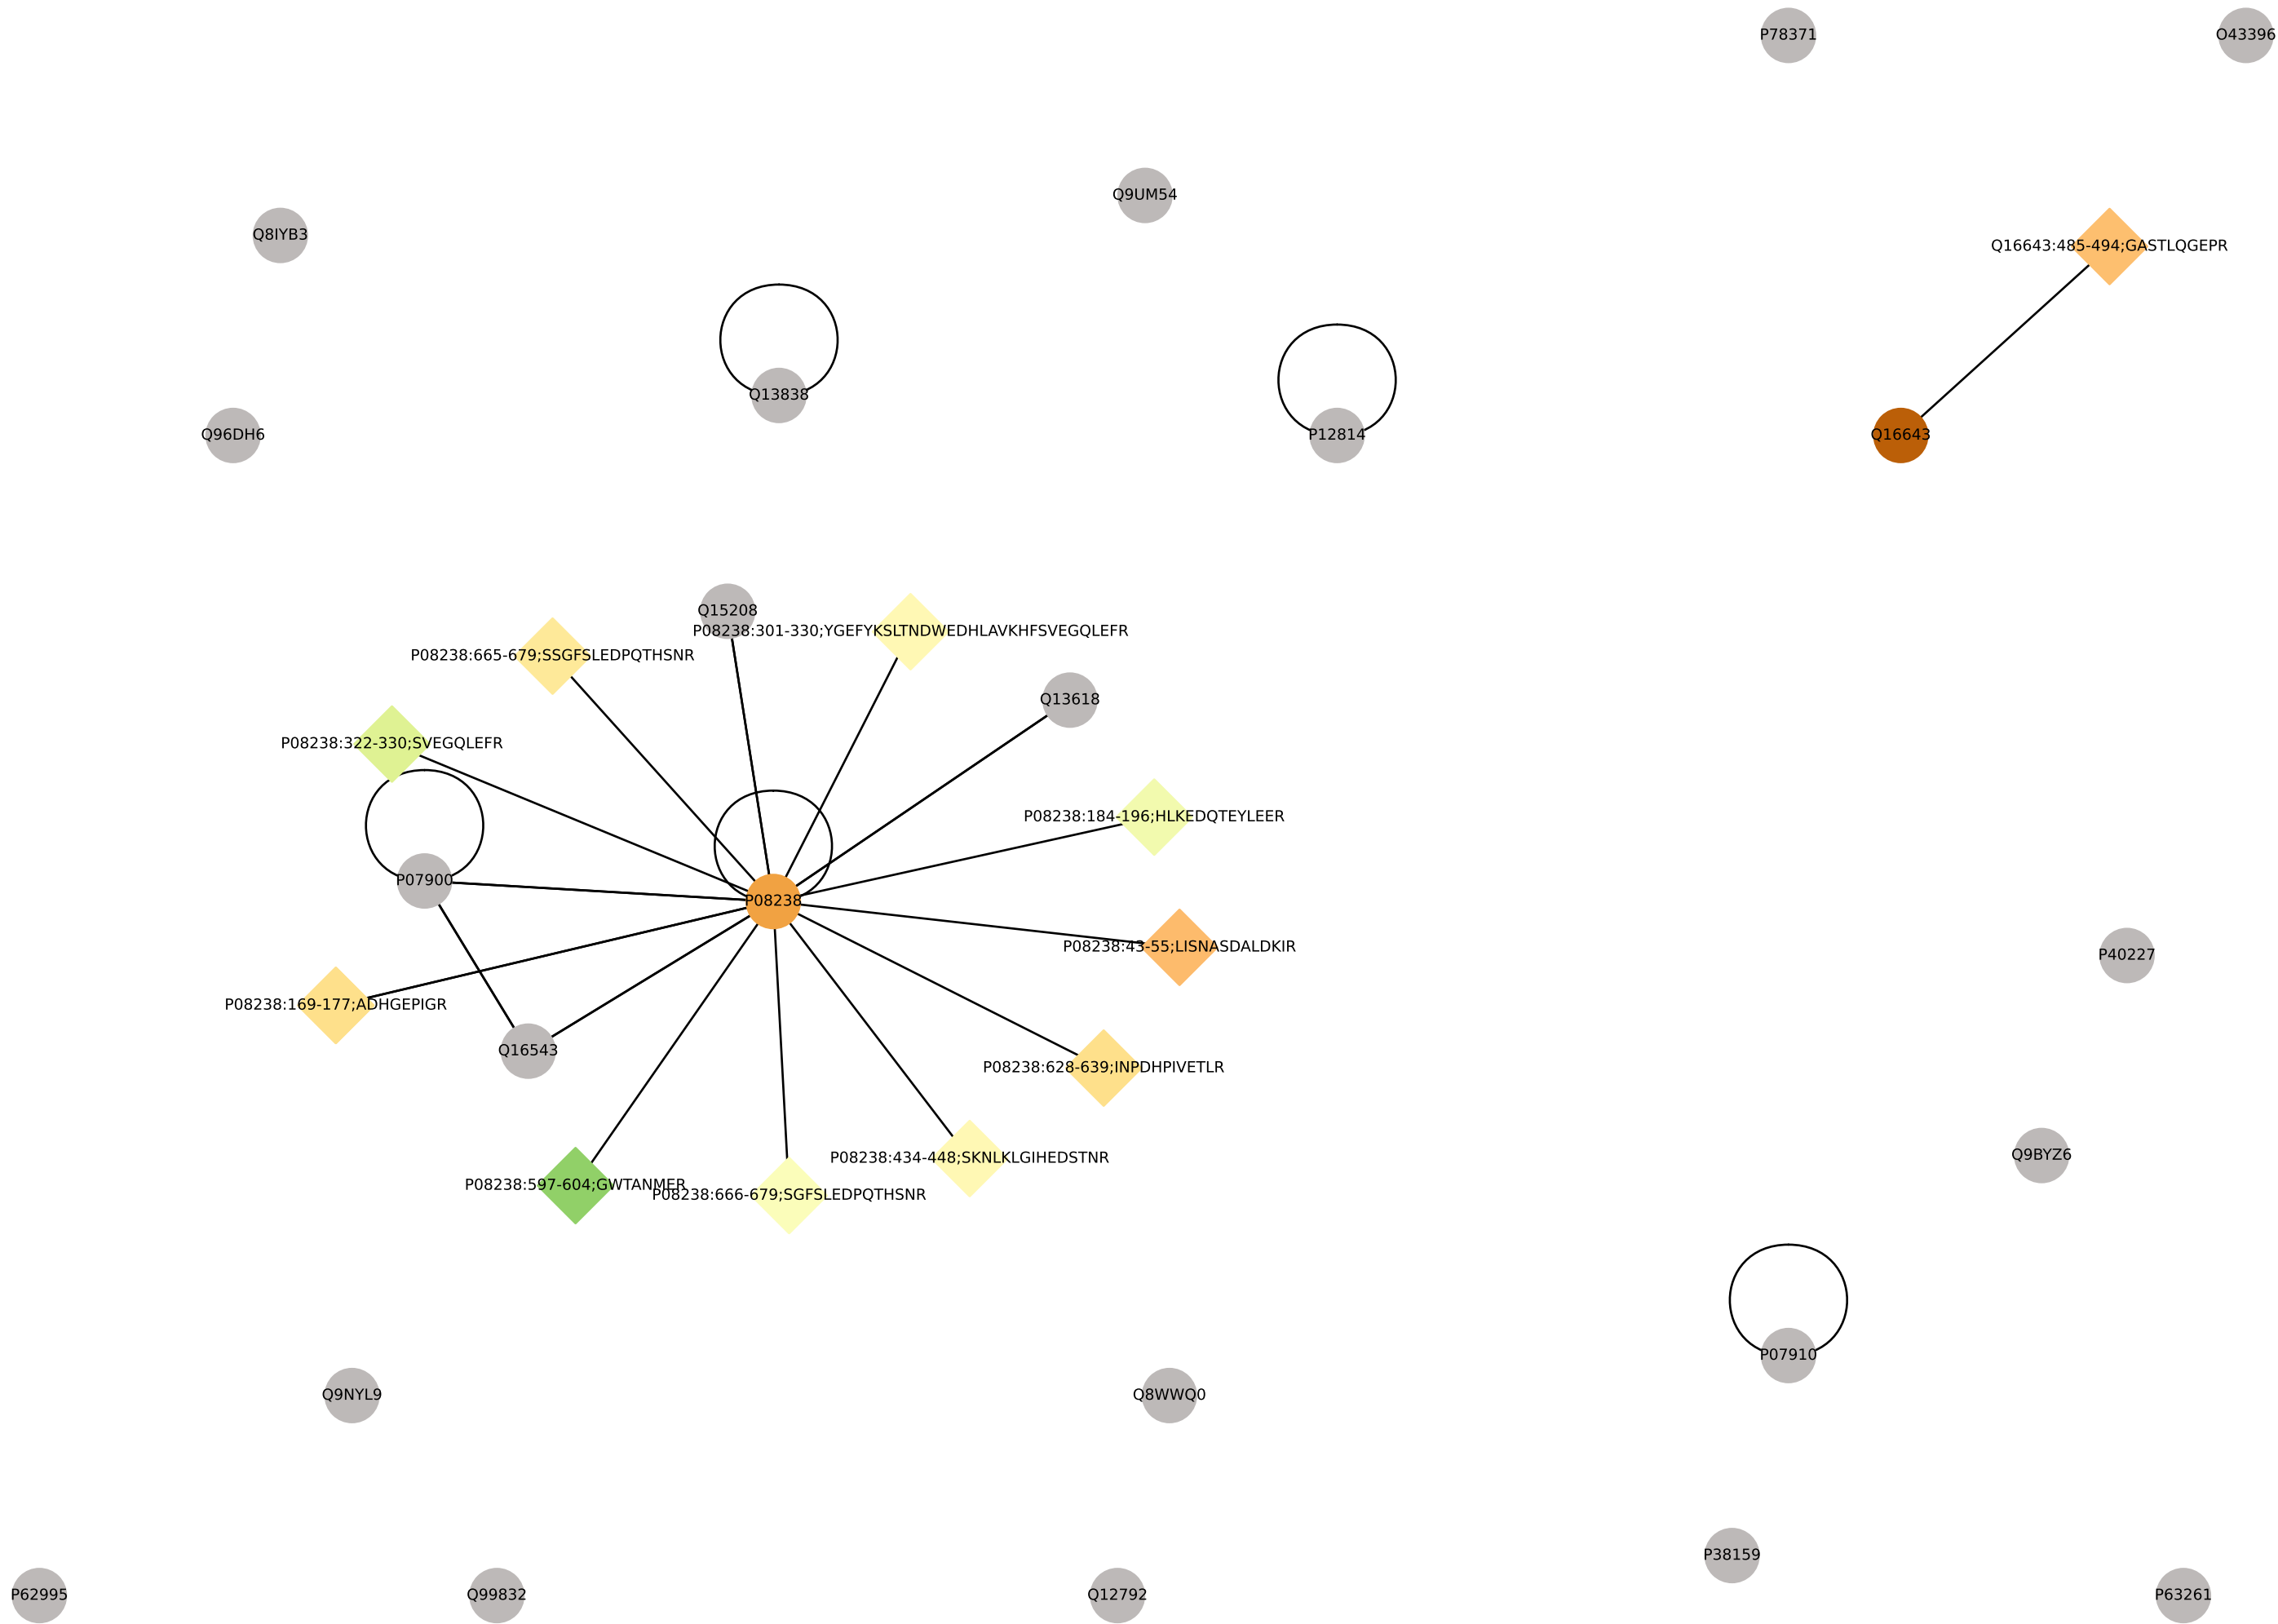 P78371
O43396
Q9UM54
Q8IYB3
Q16643:485-494;GASTLQGEPR
Q13838
Q96DH6
P12814
Q16643
Q15208
P08238:301-330;YGEFYKSLTNDWEDHLAVKHFSVEGQLEFR
P08238:665-679;SSGFSLEDPQTHSNR
Q13618
P08238:322-330;SVEGQLEFR
P08238:184-196;HLKEDQTEYLEER
P07900
P08238
P08238:43-55;LISNASDALDKIR
P40227
P08238:169-177;ADHGEPIGR
Q16543
P08238:628-639;INPDHPIVETLR
Q9BYZ6
P08238:434-448;SKNLKLGIHEDSTNR
P08238:597-604;GWTANMER
P08238:666-679;SGFSLEDPQTHSNR
P07910
Q9NYL9
Q8WWQ0
P38159
P62995
Q99832
Q12792
P63261